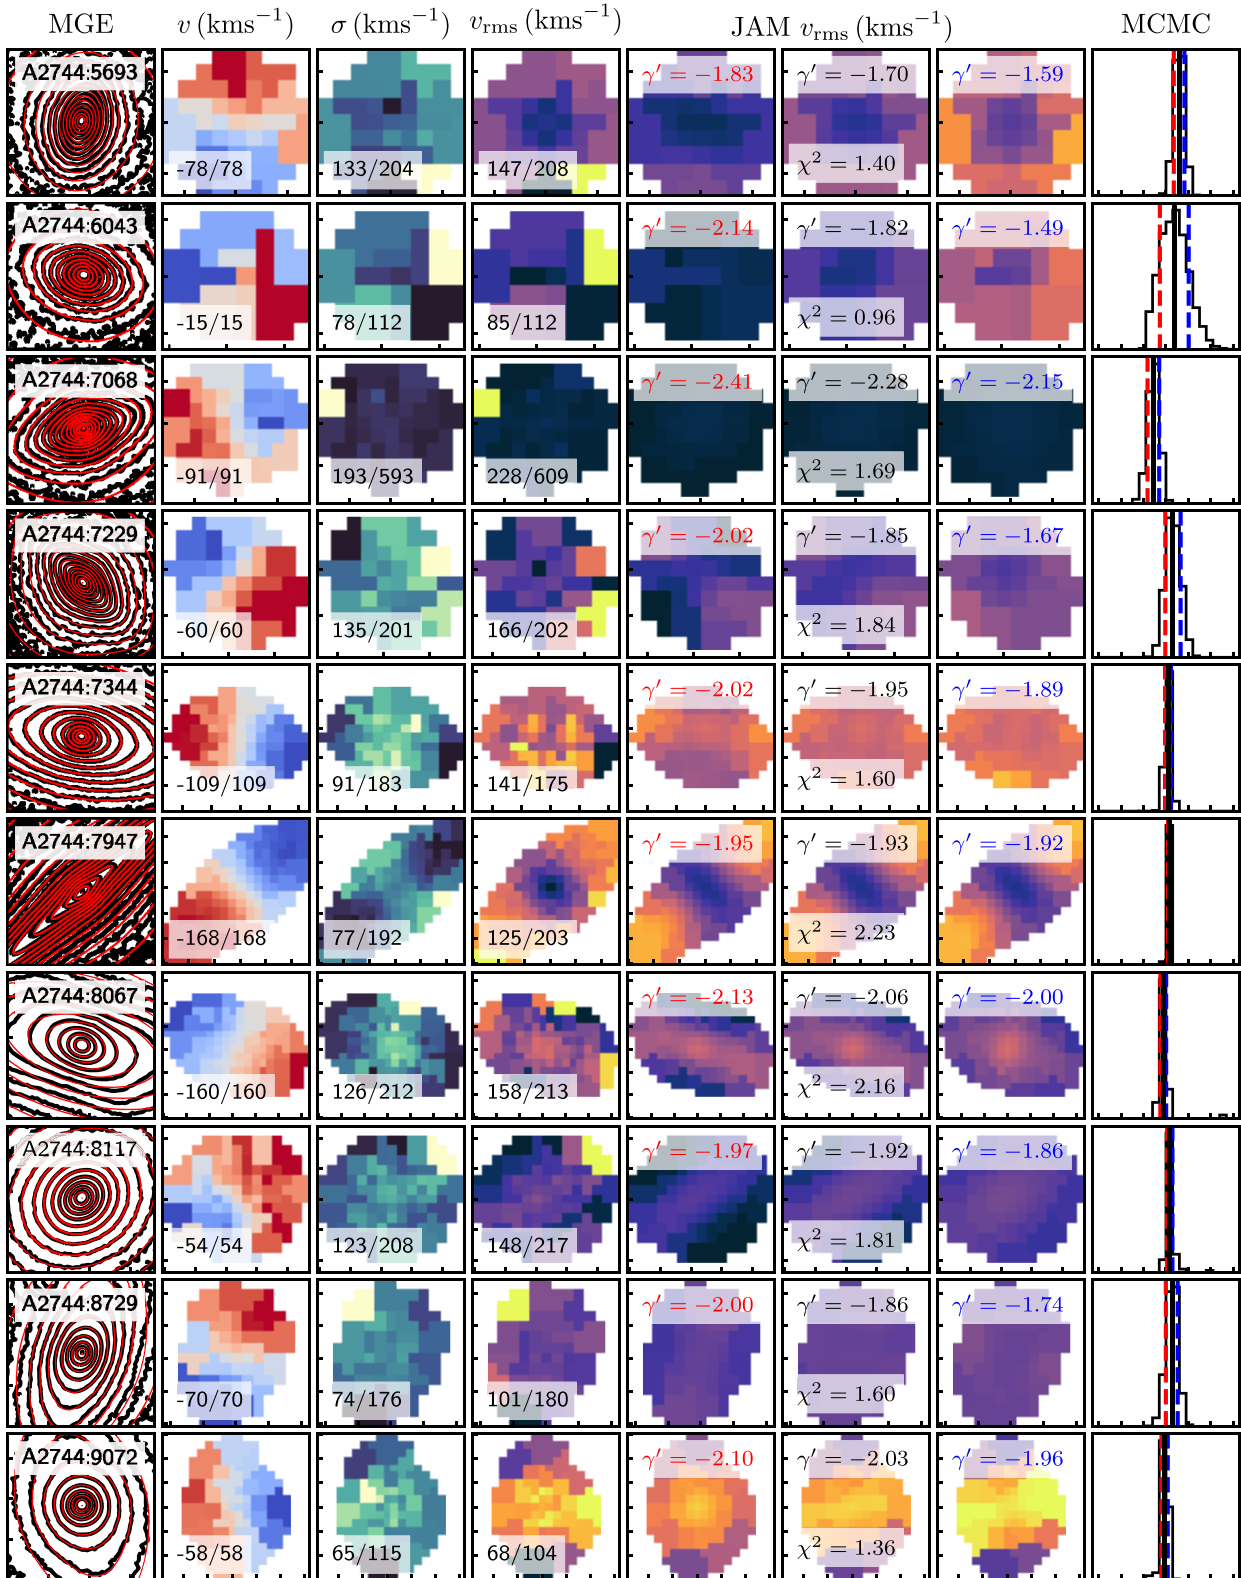 MGE v (kms⁻¹) σ (kms⁻¹) v_rms (kms⁻¹) JAM v_rms (kms⁻¹) MCMC
A2744:5693 -78/78 133/204 147/208 γ′ = −1.83 γ′ = −1.70 χ² = 1.40 γ′ = −1.59
A2744:6043 -15/15 78/112 85/112 γ′ = −2.14 γ′ = −1.82 χ² = 0.96 γ′ = −1.49
A2744:7068 -91/91 193/593 228/609 γ′ = −2.41 γ′ = −2.28 χ² = 1.69 γ′ = −2.15
A2744:7229 -60/60 135/201 166/202 γ′ = −2.02 γ′ = −1.85 χ² = 1.84 γ′ = −1.67
A2744:7344 -109/109 91/183 141/175 γ′ = −2.02 γ′ = −1.95 χ² = 1.60 γ′ = −1.89
A2744:7947 -168/168 77/192 125/203 γ′ = −1.95 γ′ = −1.93 χ² = 2.23 γ′ = −1.92
A2744:8067 -160/160 126/212 158/213 γ′ = −2.13 γ′ = −2.06 χ² = 2.16 γ′ = −2.00
A2744:8117 -54/54 123/208 148/217 γ′ = −1.97 γ′ = −1.92 χ² = 1.81 γ′ = −1.86
A2744:8729 -70/70 74/176 101/180 γ′ = −2.00 γ′ = −1.86 χ² = 1.60 γ′ = −1.74
A2744:9072 -58/58 65/115 68/104 γ′ = −2.10 γ′ = −2.03 χ² = 1.36 γ′ = −1.96